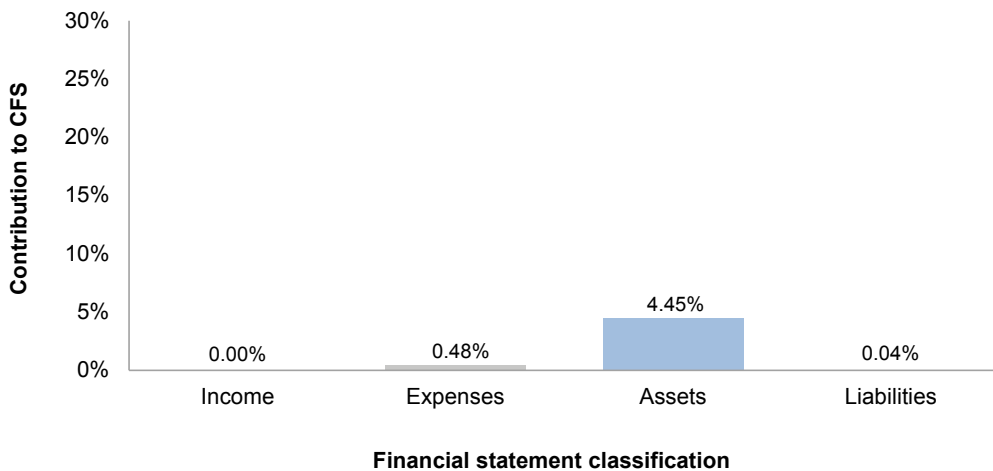 Contribution to CFS
30%
25%
20%
15%
10%
5%
0%
0.00%
0.48%
4.45%
0.04%
Income
Expenses
Assets
Liabilities
Financial statement classification